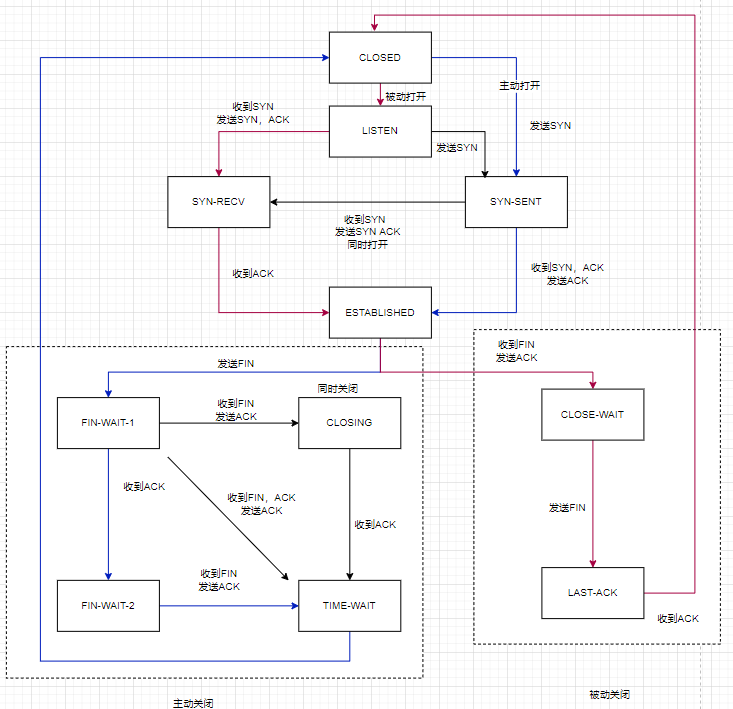 CLOSED
主动打开
被动打开
收到SYN
发送SYN，ACK
LISTEN
发送SYN
发送SYN
SYN-RECV
SYN-SENT
收到SYN
发送SYN ACK
同时打开
收到ACK
收到SYN，ACK
发送ACK
ESTABLISHED
收到FIN
发送ACK
发送FIN
同时关闭
FIN-WAIT-1
收到FIN
发送ACK
CLOSING
CLOSE-WAIT
收到ACK
收到FIN，ACK
发送ACK
收到ACK
发送FIN
FIN-WAIT-2
收到FIN
发送ACK
TIME-WAIT
LAST-ACK
收到ACK
主动关闭
被动关闭